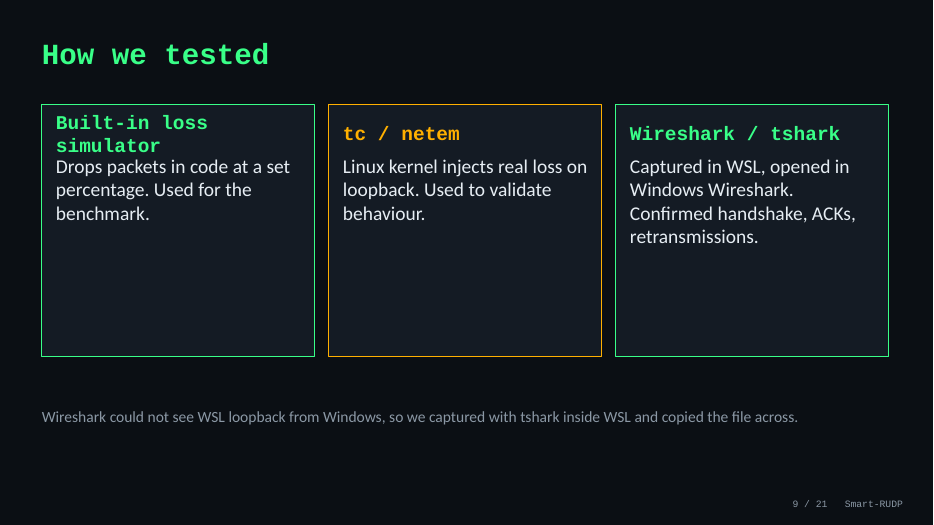 How we tested
Built-in loss
simulator
Drops packets in code at a set
percentage. Used for the
benchmark.
tc / netem
Linux kernel injects real loss on
loopback. Used to validate
behaviour.
Wireshark / tshark
Captured in WSL, opened in
Windows Wireshark.
Confirmed handshake, ACKs,
retransmissions.
Wireshark could not see WSL loopback from Windows, so we captured with tshark inside WSL and copied the file across.
9 / 21 Smart-RUDP